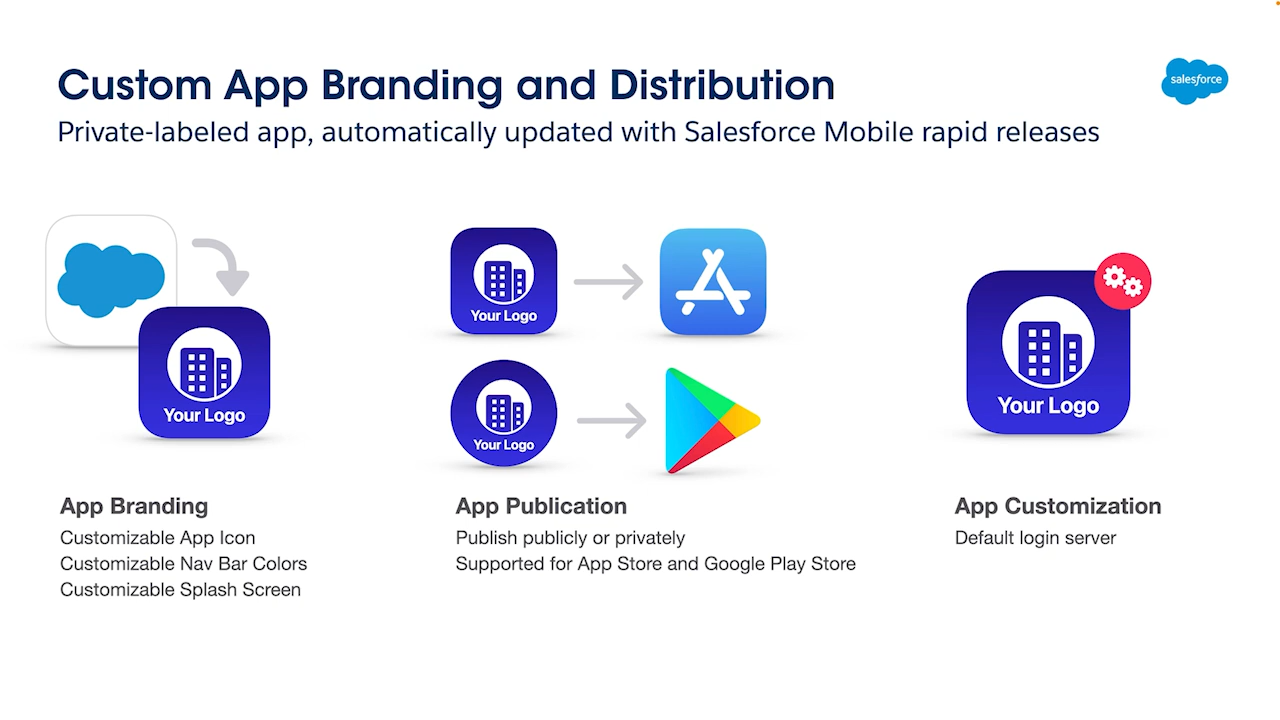 Custom App Branding and Distribution
salesforce
Private-labeled app, automatically updated with Salesforce Mobile rapid releases
Your Logo
Your Logo
Your Logo
Your Logo
App Branding
Customizable App Icon
Customizable Nav Bar Colors
Customizable Splash Screen
App Publication
Publish publicly or privately
Supported for App Store and Google Play Store
App Customization
Default login server